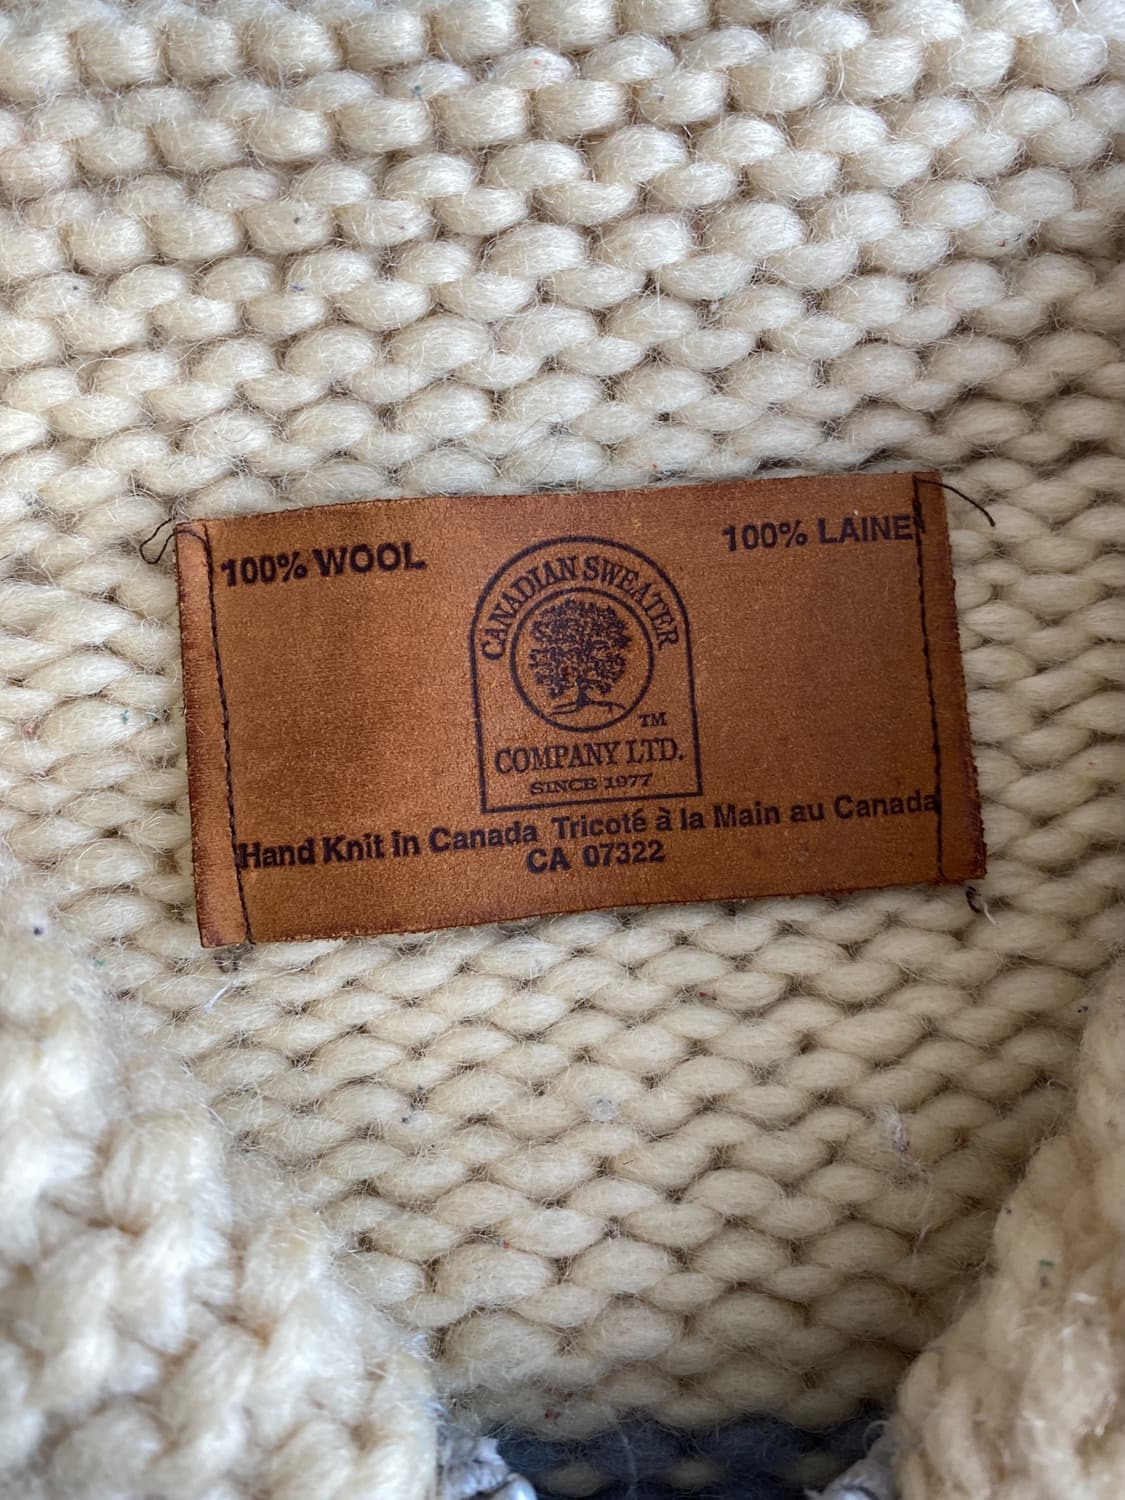 100% WOOL
100% LAINE
CANADIAN SWEATER
TM
COMPANY LTD.
SINCE 1977
Hand Knit in Canada Tricoté à la Main au Canada
CA 07322